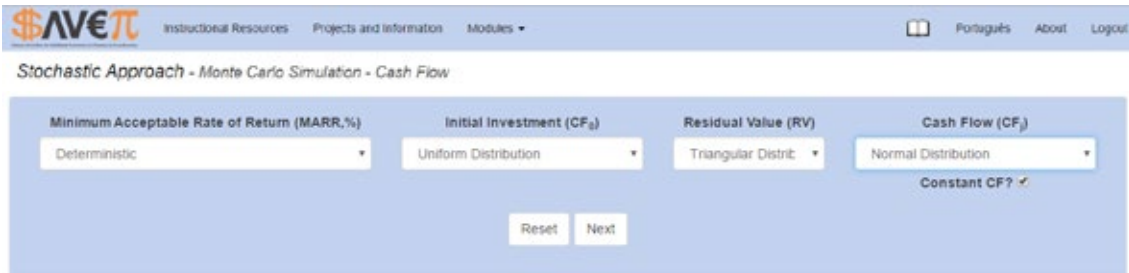 $AV€π Instructional Resources Projects and Information Modules Português About Logout
Stochastic Approach - Monte Carlo Simulation - Cash Flow
Minimum Acceptable Rate of Return (MARR,%) Initial Investment (CF₀) Residual Value (RV) Cash Flow (CFⱼ)
Deterministic Uniform Distribution Triangular Distrib Normal Distribution
Constant CF?
Reset Next